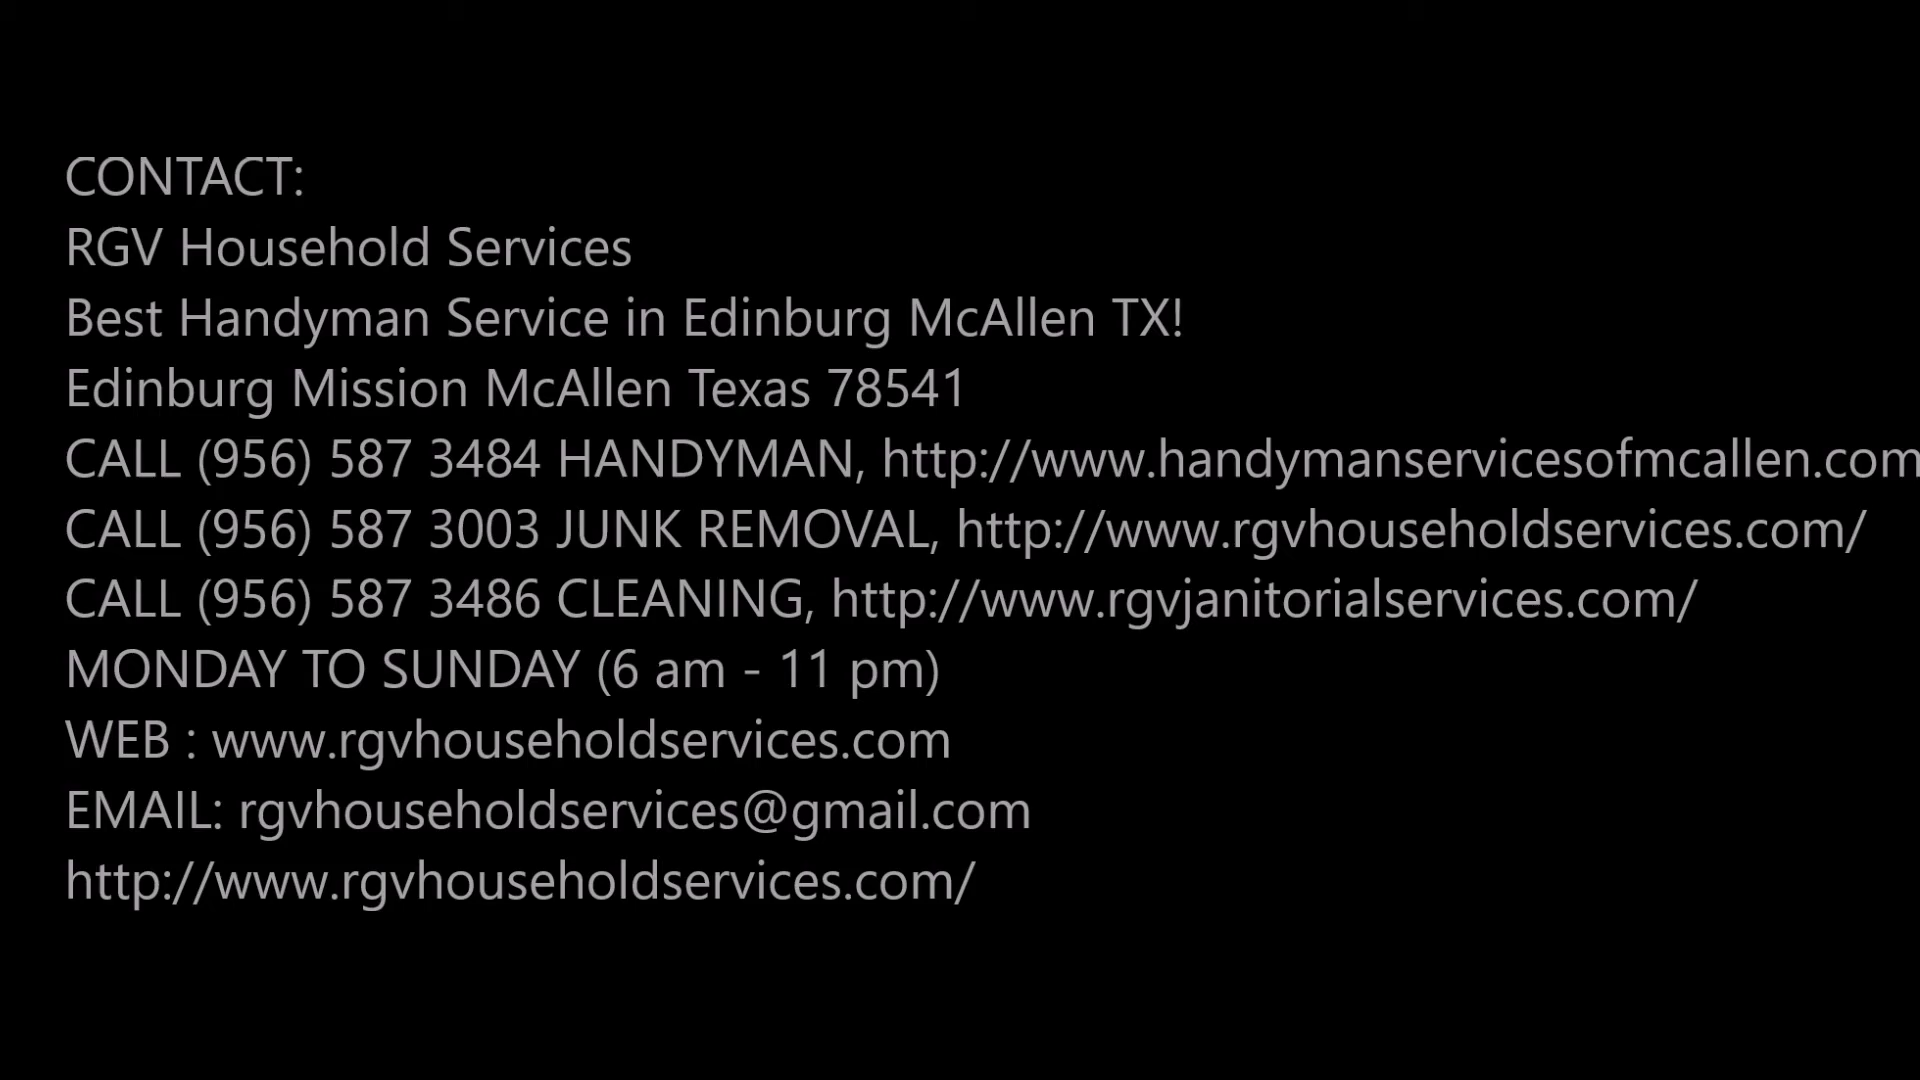 CONTACT:
RGV Household Services
Best Handyman Service in Edinburg McAllen TX!
Edinburg Mission McAllen Texas 78541
CALL (956) 587 3484 HANDYMAN, http://www.handymanservicesofmcallen.com
CALL (956) 587 3003 JUNK REMOVAL, http://www.rgvhouseholdservices.com/
CALL (956) 587 3486 CLEANING, http://www.rgvjanitorialservices.com/
MONDAY TO SUNDAY (6 am - 11 pm)
WEB : www.rgvhouseholdservices.com
EMAIL: rgvhouseholdservices@gmail.com
http://www.rgvhouseholdservices.com/